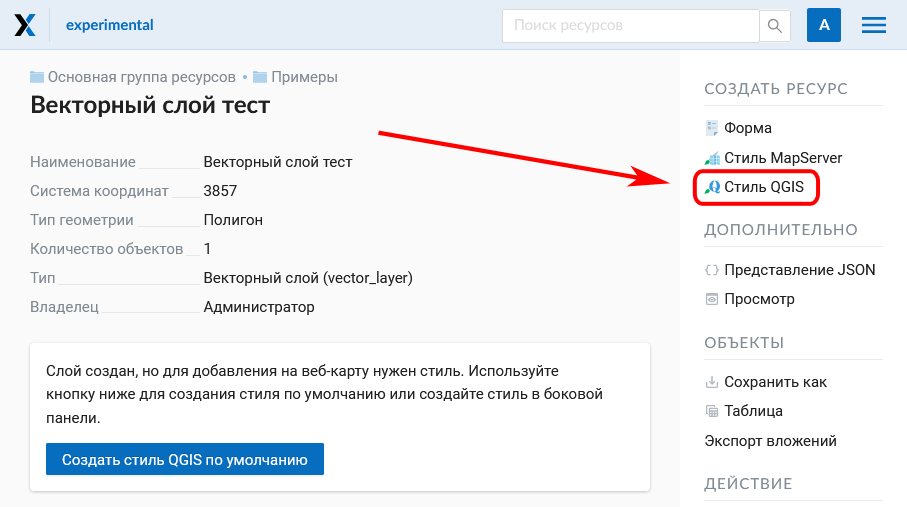 experimental
Поиск ресурсов
A
Основная группа ресурсов • Примеры
Векторный слой тест
Наименование Векторный слой тест
Система координат 3857
Тип геометрии Полигон
Количество объектов 1
Тип Векторный слой (vector_layer)
Владелец Администратор
Слой создан, но для добавления на веб-карту нужен стиль. Используйте
кнопку ниже для создания стиля по умолчанию или создайте стиль в боковой
панели.
Создать стиль QGIS по умолчанию
СОЗДАТЬ РЕСУРС
Форма
Стиль MapServer
Стиль QGIS
ДОПОЛНИТЕЛЬНО
Представление JSON
Просмотр
ОБЪЕКТЫ
Сохранить как
Таблица
Экспорт вложений
ДЕЙСТВИЕ